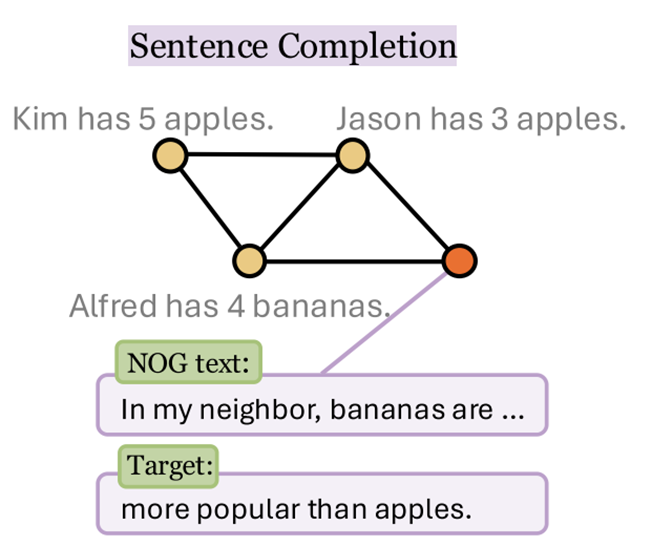 Sentence Completion
Kim has 5 apples.
Jason has 3 apples.
Alfred has 4 bananas.
NOG text:
In my neighbor, bananas are ...
Target:
more popular than apples.